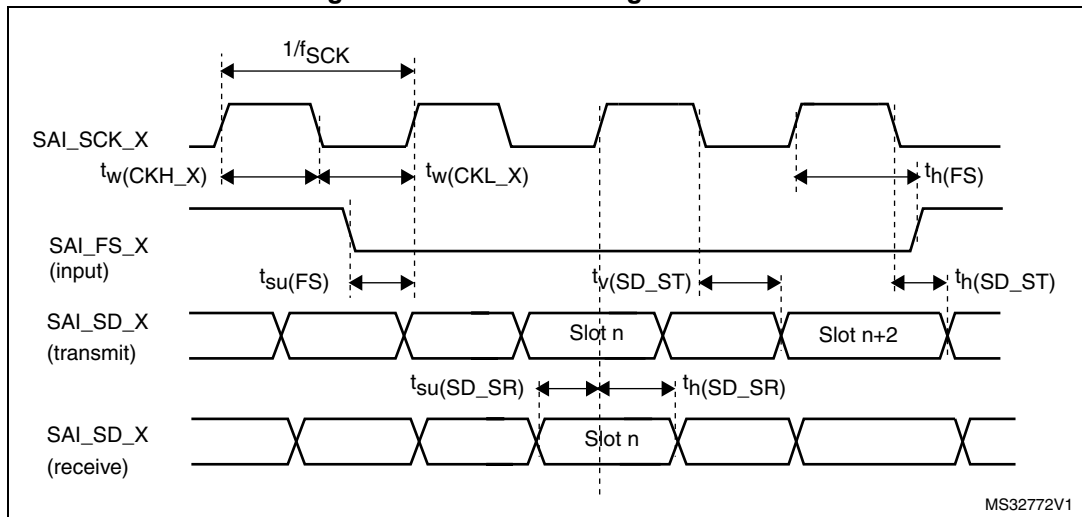 1/fSCK
SAI_SCK_X
tw(CKH_X)
tw(CKL_X)
th(FS)
SAI_FS_X
(input)
tsu(FS)
tv(SD_ST)
th(SD_ST)
SAI_SD_X
(transmit)
Slot n
Slot n+2
tsu(SD_SR)
th(SD_SR)
SAI_SD_X
(receive)
Slot n
MS32772V1